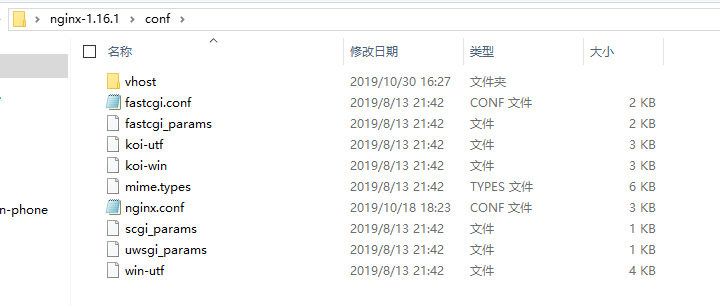 nginx-1.16.1 › conf ›
名称 修改日期 类型 大小
vhost 2019/10/30 16:27 文件夹
fastcgi.conf 2019/8/13 21:42 CONF 文件 2 KB
fastcgi_params 2019/8/13 21:42 文件 2 KB
koi-utf 2019/8/13 21:42 文件 3 KB
koi-win 2019/8/13 21:42 文件 3 KB
mime.types 2019/8/13 21:42 TYPES 文件 6 KB
n-phone nginx.conf 2019/10/18 18:23 CONF 文件 3 KB
scgi_params 2019/8/13 21:42 文件 1 KB
uwsgi_params 2019/8/13 21:42 文件 1 KB
win-utf 2019/8/13 21:42 文件 4 KB